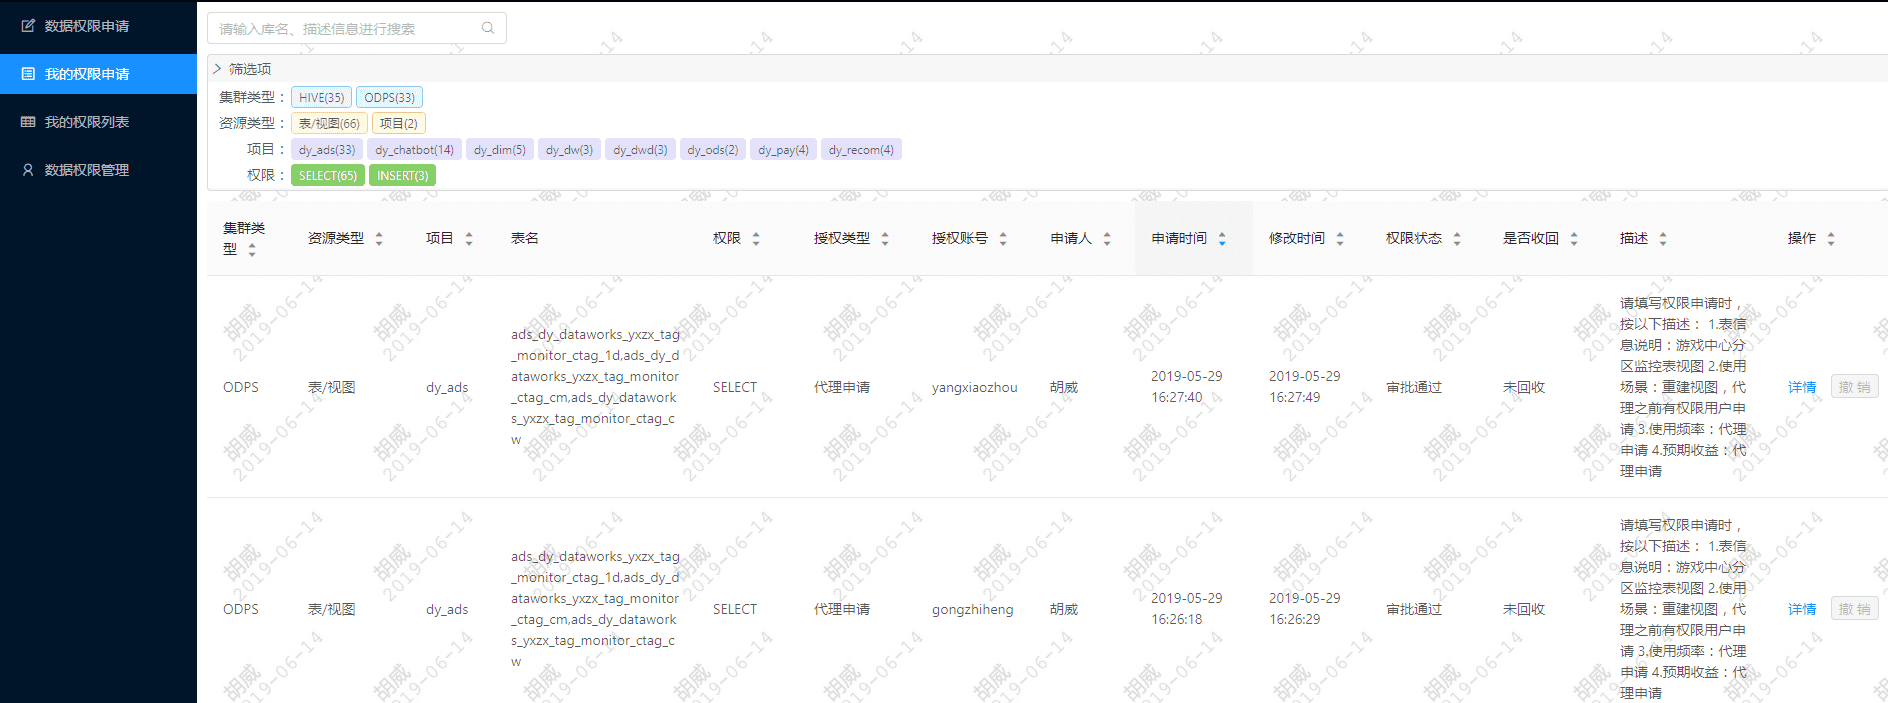 数据权限申请
我的权限申请
我的权限列表
数据权限管理
请输入库名、描述信息进行搜索
筛选项
集群类型： HIVE(35) ODPS(33)
资源类型： 表/视图(66) 项目(2)
项目： dy_ads(33) dy_chatbot(14) dy_dim(5) dy_dw(3) dy_dwd(3) dy_ods(2) dy_pay(4) dy_recom(4)
权限： SELECT(65) INSERT(3)
集群类
型
资源类型
项目
表名
权限
授权类型
授权账号
申请人
申请时间
修改时间
权限状态
是否收回
描述
操作
ODPS
表/视图
dy_ads
ads_dy_dataworks_yxzx_tag
_monitor_ctag_1d,ads_dy_d
ataworks_yxzx_tag_monitor
_ctag_cm,ads_dy_datawork
s_yxzx_tag_monitor_ctag_c
w
SELECT
代理申请
yangxiaozhou
胡威
2019-05-29
16:27:40
2019-05-29
16:27:49
审批通过
未回收
请填写权限申请时，
按以下描述： 1.表信
息说明：游戏中心分
区监控表视图 2.使用
场景：重建视图，代
理之前有权限用户申
请 3.使用频率：代理
申请 4.预期收益：代
理申请
详情 撤 销
ODPS
表/视图
dy_ads
ads_dy_dataworks_yxzx_tag
_monitor_ctag_1d,ads_dy_d
ataworks_yxzx_tag_monitor
_ctag_cm,ads_dy_datawork
s_yxzx_tag_monitor_ctag_c
w
SELECT
代理申请
gongzhiheng
胡威
2019-05-29
16:26:18
2019-05-29
16:26:29
审批通过
未回收
请填写权限申请时，
按以下描述： 1.表信
息说明：游戏中心分
区监控表视图 2.使用
场景：重建视图，代
理之前有权限用户申
请 3.使用频率：代理
申请 4.预期收益：代
理申请
详情 撤 销
胡威
2019-06-14